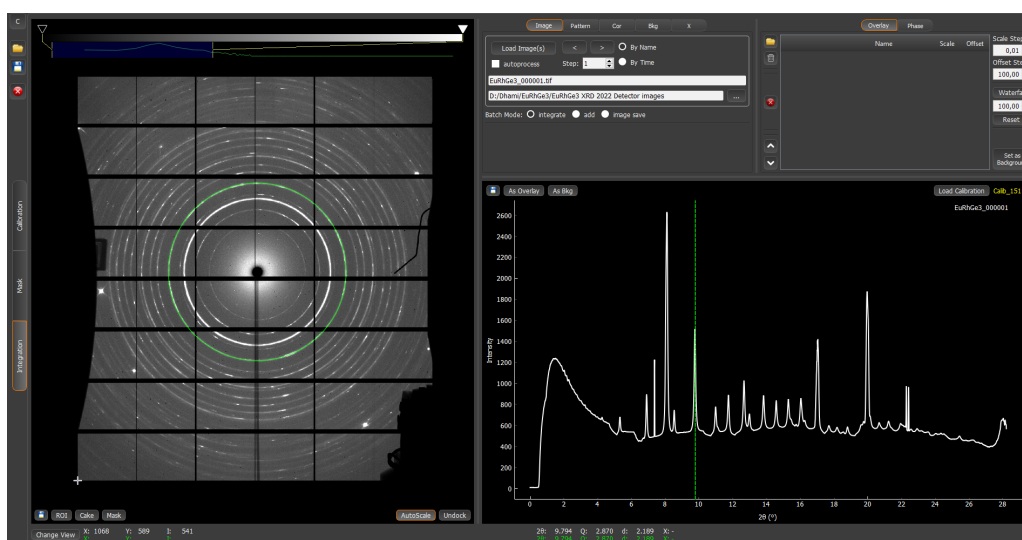 C
Image Pattern Cor Bkg X
Overlay Phase
Load Image(s) < > By Name
autoprocess Step: 1 By Time
EuRhGe3_000001.tif
D:/Dhami/EuRhGe3/EuRhGe3 XRD 2022 Detector images ...
Batch Mode: integrate add image save
Name Scale Offset
Scale Step
0,01
Offset Ste
100,00
Waterfa
100,00
Reset
Set as
Backgroun
Calibration
Mask
Integration
As Overlay As Bkg
Load Calibration Calib_151
EuRhGe3_000001
2600
2400
2200
2000
1800
1600
1400
1200
1000
800
600
400
200
0
Intensity
0 2 4 6 8 10 12 14 16 18 20 22 24 26 28
2θ (°)
ROI Cake Mask
AutoScale Undock
Change View X: 1068 Y: 589 I: 541
2θ: 9.794 Q: 2.870 d: 2.189 X: -